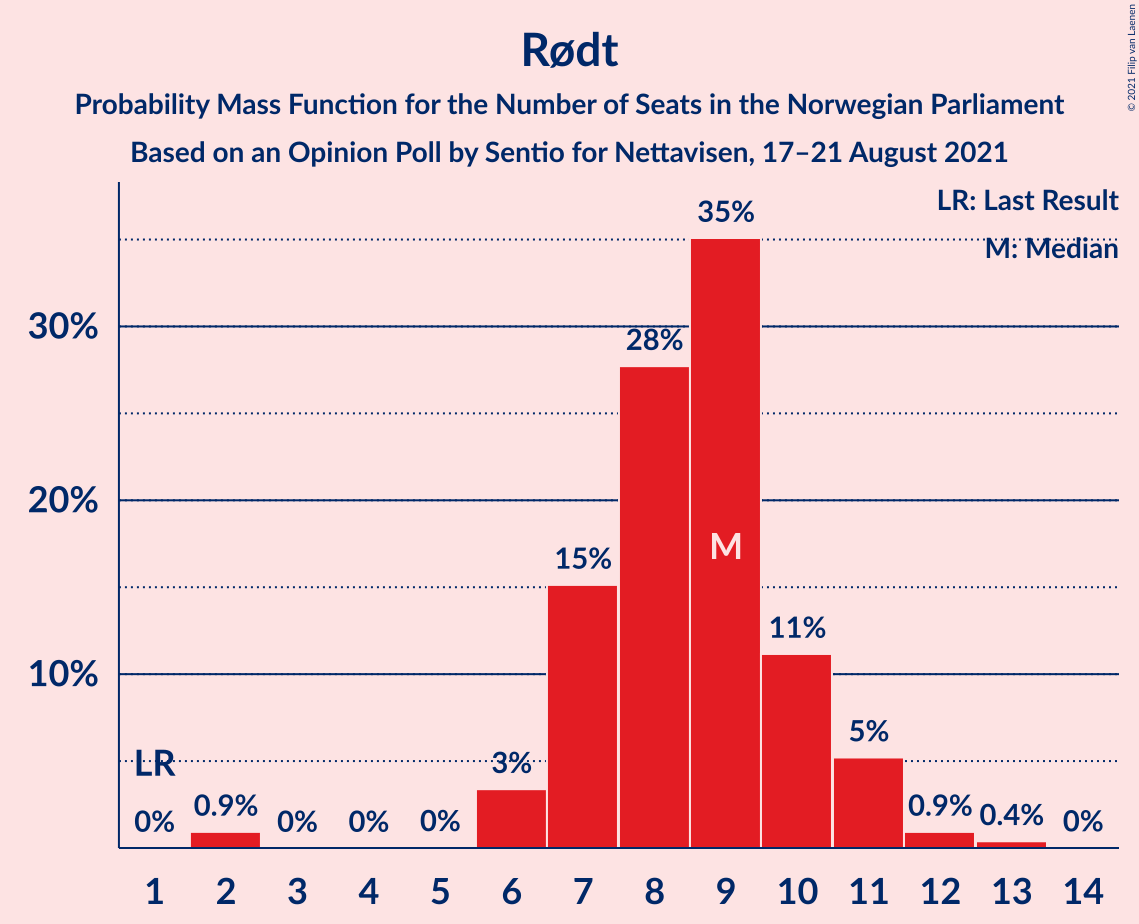 Rødt
Probability Mass Function for the Number of Seats in the Norwegian Parliament
Based on an Opinion Poll by Sentio for Nettavisen, 17–21 August 2021
© 2021 Filip van Laenen
LR: Last Result
M: Median
30%
20%
10%
LR
0%
0.9%
0%
0%
0%
3%
15%
28%
35%
M
11%
5%
0.9%
0.4%
0%
1 2 3 4 5 6 7 8 9 10 11 12 13 14